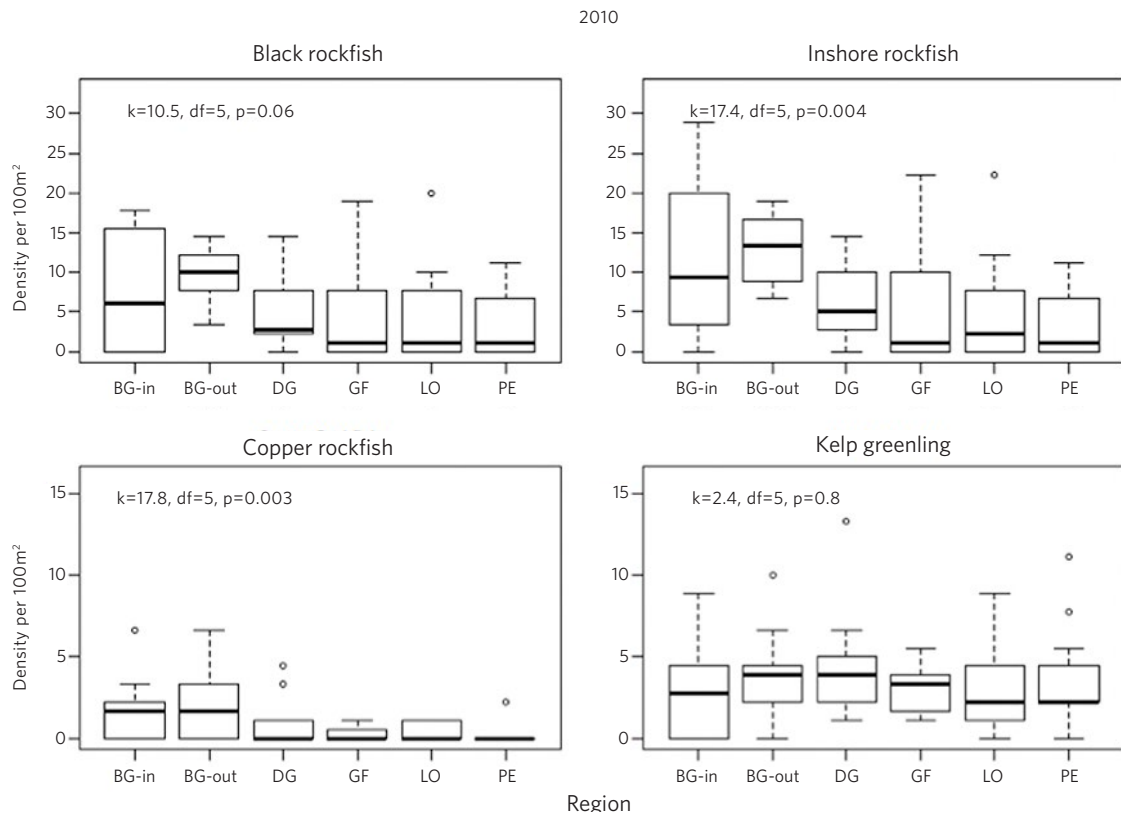 2010
Black rockfish
Density per 100m²
30
25
20
15
10
5
0
k=10.5, df=5, p=0.06
BG-in BG-out DG GF LO PE
Inshore rockfish
30
25
20
15
10
5
0
k=17.4, df=5, p=0.004
BG-in BG-out DG GF LO PE
Copper rockfish
Density per 100m²
15
10
5
0
k=17.8, df=5, p=0.003
BG-in BG-out DG GF LO PE
Kelp greenling
15
10
5
0
k=2.4, df=5, p=0.8
BG-in BG-out DG GF LO PE
Region